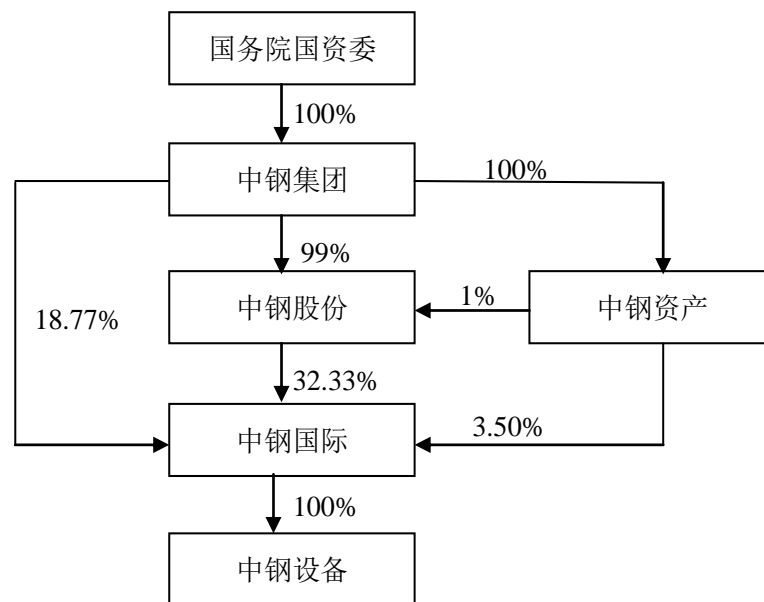 国务院国资委
100%
中钢集团
100%
99%
中钢股份
1%
中钢资产
18.77%
32.33%
中钢国际
3.50%
100%
中钢设备